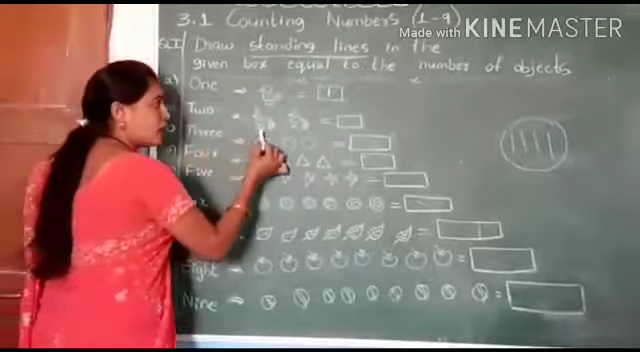 3.1 Counting Numbers (1-9)
Made with KINEMASTER
Q.I Draw standing lines in the
given box equal to the number of objects
a) One → = 1
Two → =
Three → =
Four → =
Five → =
=
=
Eight → =
Nine → =